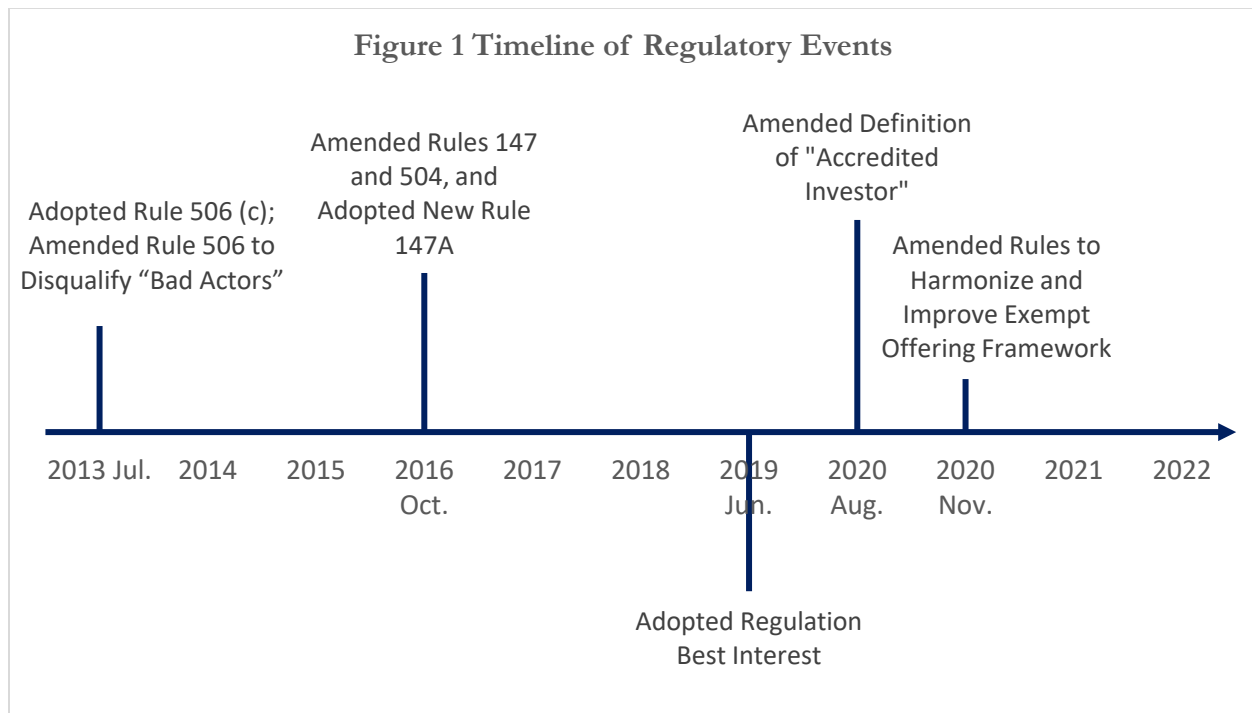 Figure 1 Timeline of Regulatory Events
Adopted Rule 506 (c);
Amended Rule 506 to
Disqualify “Bad Actors”
Amended Rules 147
and 504, and
Adopted New Rule
147A
Amended Definition
of "Accredited
Investor"
Amended Rules to
Harmonize and
Improve Exempt
Offering Framework
2013 Jul.
2014
2015
2016
Oct.
2017
2018
2019
Jun.
2020
Aug.
2020
Nov.
2021
2022
Adopted Regulation
Best Interest